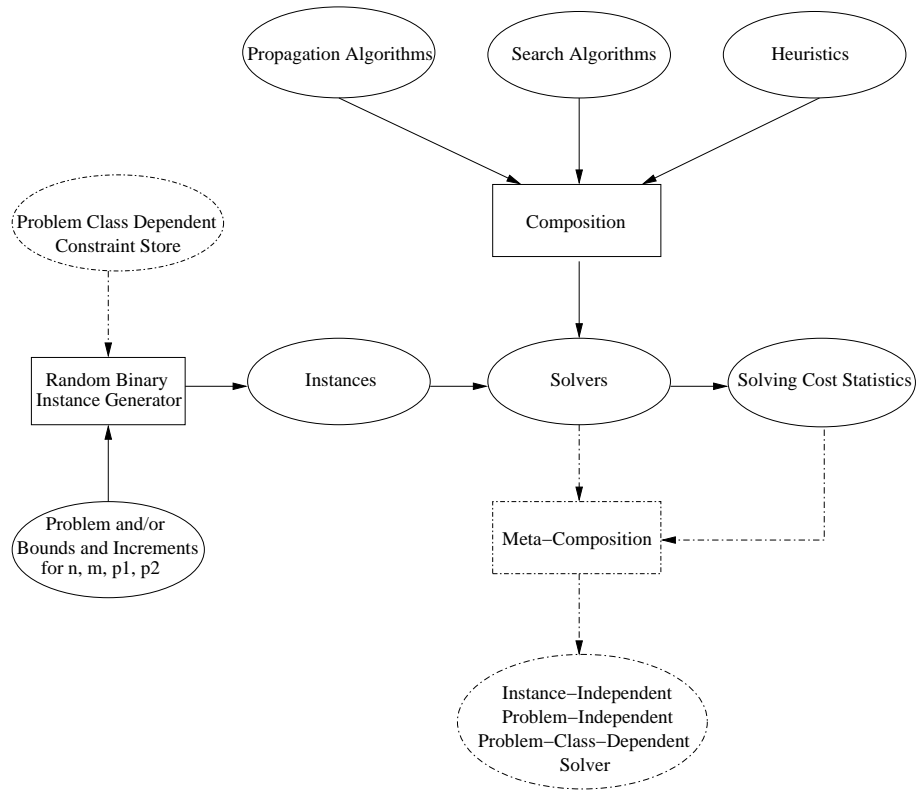 Propagation Algorithms
Search Algorithms
Heuristics
Composition
Problem Class Dependent
Constraint Store
Random Binary
Instance Generator
Instances
Solvers
Solving Cost Statistics
Problem and/or
Bounds and Increments
for n, m, p1, p2
Meta−Composition
Instance−Independent
Problem−Independent
Problem−Class−Dependent
Solver